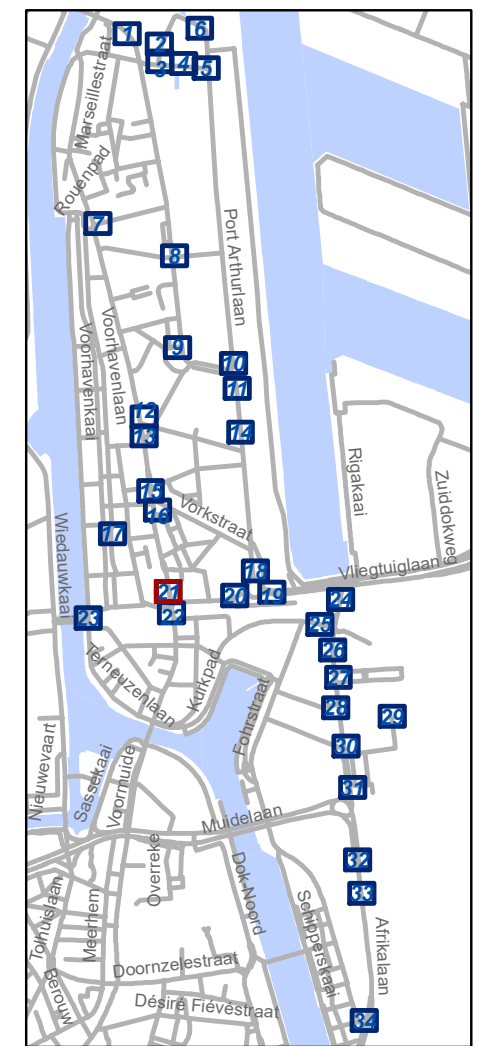 1
2
6
3
4
5
Marseillestraat
Rouenpad
7
8
Port Arthurlaan
9
10
11
Voorhavenkaai
Voorhavenlaan
12
13
14
15
16
Vorkstraat
17
Rigakaai
Zuiddokweg
Wiedauwkaai
Vliegtuiglaan
18
19
20
21
22
23
24
25
26
27
28
29
30
31
Terneuzenlaan
Kurkpad
Fohrstraat
Nieuwevaart
Sassekaai
Voormuide
Muidelaan
32
33
Overreke
Dok-Noord
Tolhuislaan
Meerhem
Schipperskaai
Afrikalaan
Berouw
Doornzelestraat
Désiré Fiévéstraat
34